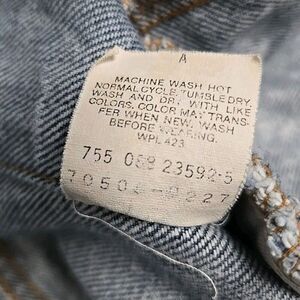 A
MACHINE WASH HOT
NORMAL CYCLE TUMBLE DRY.
WASH AND DRY WITH LIKE
COLORS. COLOR MAY TRANS-
FER WHEN NEW. WASH
BEFORE WEARING.
WPL 423
755 088 23592-5
70504-0227